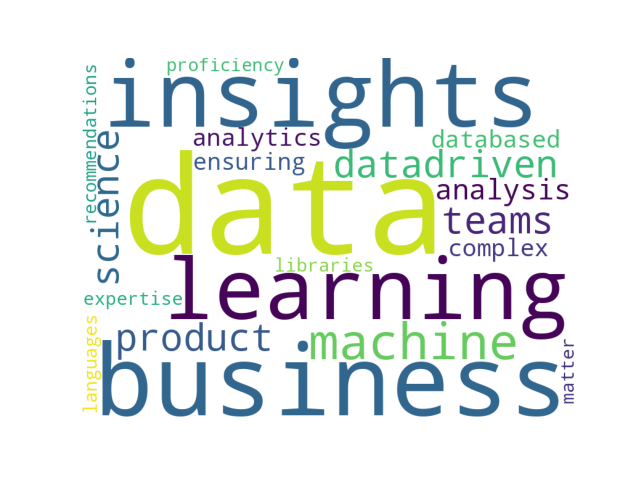 proficiency
insights
recommendations
science
analytics
databased
ensuring
datadriven
data
analysis
teams
complex
learning
libraries
expertise
product
machine
languages
business
matter